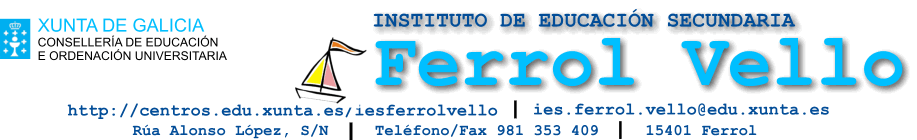 XUNTA DE GALICIA
CONSELLERÍA DE EDUCACIÓN
E ORDENACIÓN UNIVERSITARIA
INSTITUTO DE EDUCACIÓN SECUNDARIA
Ferrol Vello
http://centros.edu.xunta.es/iesferrolvello | ies.ferrol.vello@edu.xunta.es
Rúa Alonso López, S/N | Teléfono/Fax 981 353 409 | 15401 Ferrol